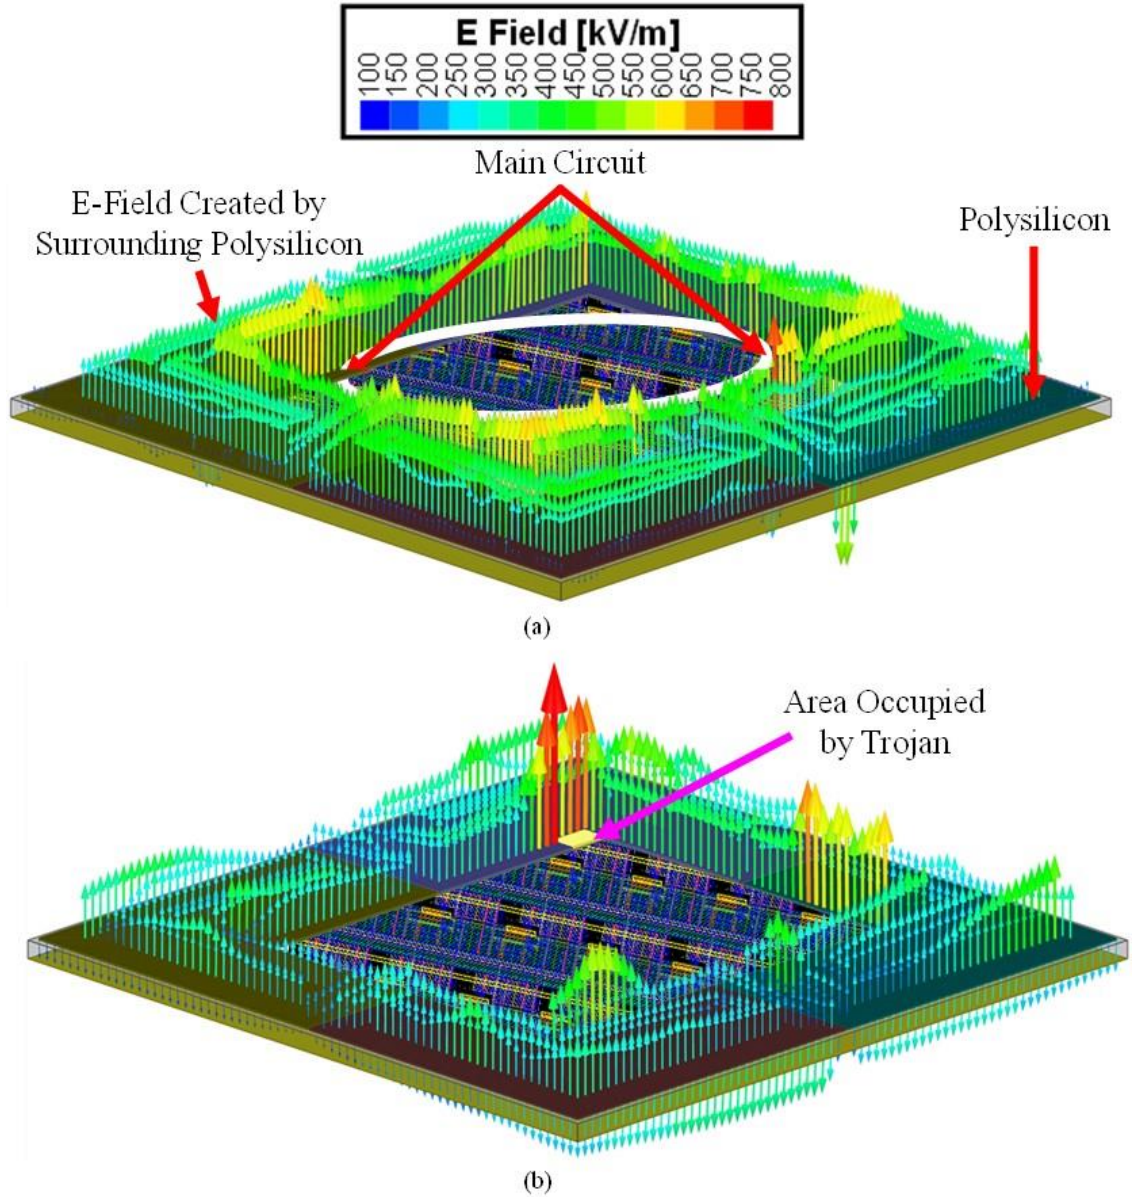 E Field [kV/m]
100
150
200
250
300
350
400
450
500
550
600
650
700
750
800
Main Circuit
E-Field Created by
Surrounding Polysilicon
Polysilicon
(a)
Area Occupied
by Trojan
(b)